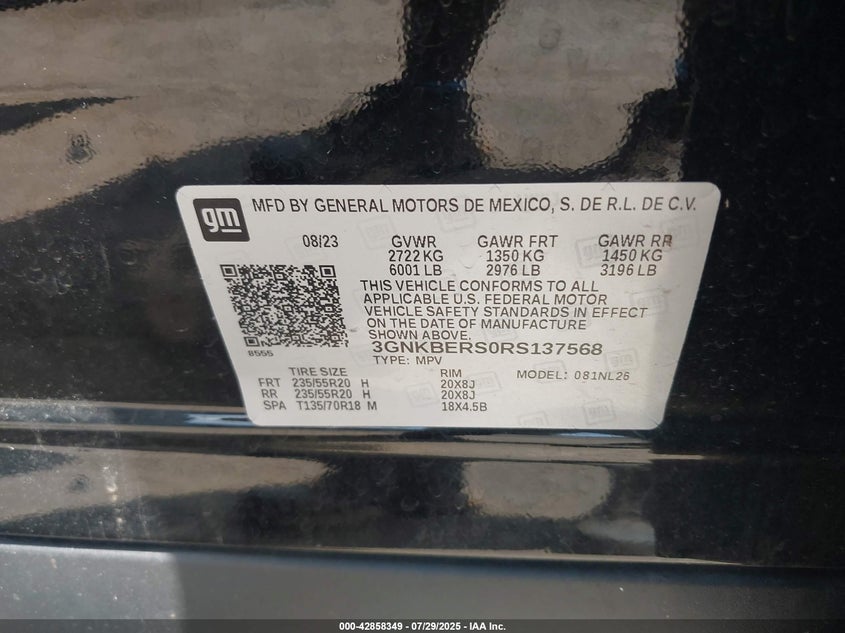 gm MFD BY GENERAL MOTORS DE MEXICO, S. DE R.L. DE C.V.
08/23 GVWR GAWR FRT GAWR RR
2722 KG 1350 KG 1450 KG
6001 LB 2976 LB 3196 LB
THIS VEHICLE CONFORMS TO ALL
APPLICABLE U.S. FEDERAL MOTOR
VEHICLE SAFETY STANDARDS IN EFFECT
ON THE DATE OF MANUFACTURE
SHOWN ABOVE.
8555 3GNKBERS0RS137568
TYPE: MPV
TIRE SIZE RIM MODEL: 081NL26
FRT 235/55R20 H 20X8J
RR 235/55R20 H 20X8J
SPA T135/70R18 M 18X4.5B
000-42858349 - 07/29/2025 - IAA Inc.